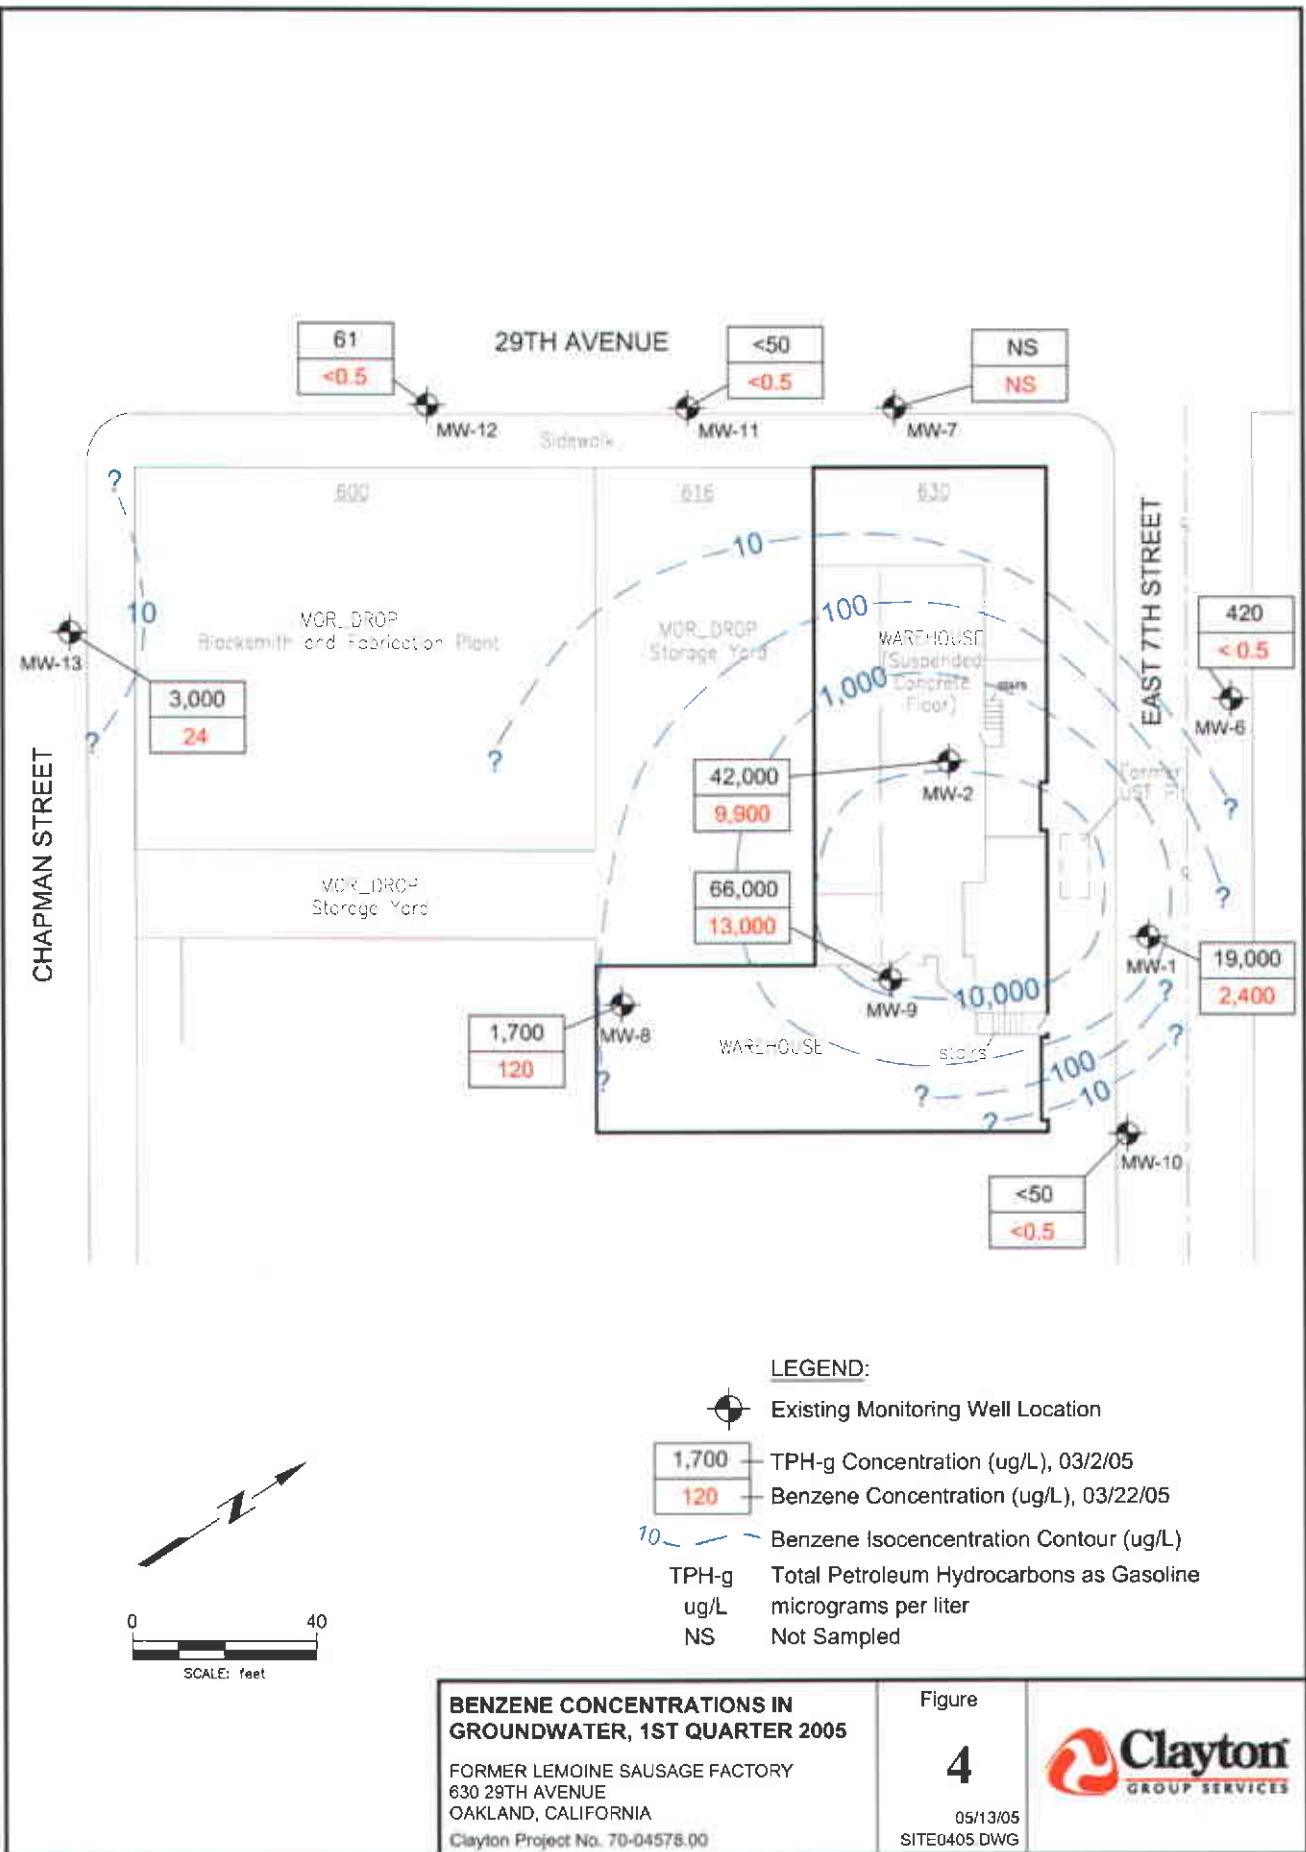 61
<0.5
29TH AVENUE
<50
<0.5
NS
NS
MW-12
MW-11
MW-7
Sidewalk
?
600
616
630
10
EAST 7TH STREET
10
100
MOR_DROP
Blacksmith and Fabrication Plant
MOR_DROP
Storage Yard
WAREHOUSE
(Suspended
Concrete
Floor)
stairs
420
< 0.5
MW-13
3,000
24
1,000
MW-6
?
?
CHAPMAN STREET
42,000
9,900
MW-2
Former
UST
?
66,000
13,000
?
MOR_DROP
Storage Yard
MW-1
19,000
2,400
MW-9
10,000
?
1,700
120
MW-8
WAREHOUSE
stairs
?
?
100
?
10
?
MW-10
<50
<0.5
LEGEND:
Existing Monitoring Well Location
1,700
TPH-g Concentration (ug/L), 03/2/05
120
Benzene Concentration (ug/L), 03/22/05
10
Benzene Isocencentration Contour (ug/L)
TPH-g Total Petroleum Hydrocarbons as Gasoline
ug/L micrograms per liter
NS Not Sampled
N
0 40
SCALE: feet
BENZENE CONCENTRATIONS IN
GROUNDWATER, 1ST QUARTER 2005
FORMER LEMOINE SAUSAGE FACTORY
630 29TH AVENUE
OAKLAND, CALIFORNIA
Clayton Project No. 70-04578.00
Figure
4
05/13/05
SITE0405.DWG
Clayton
GROUP SERVICES